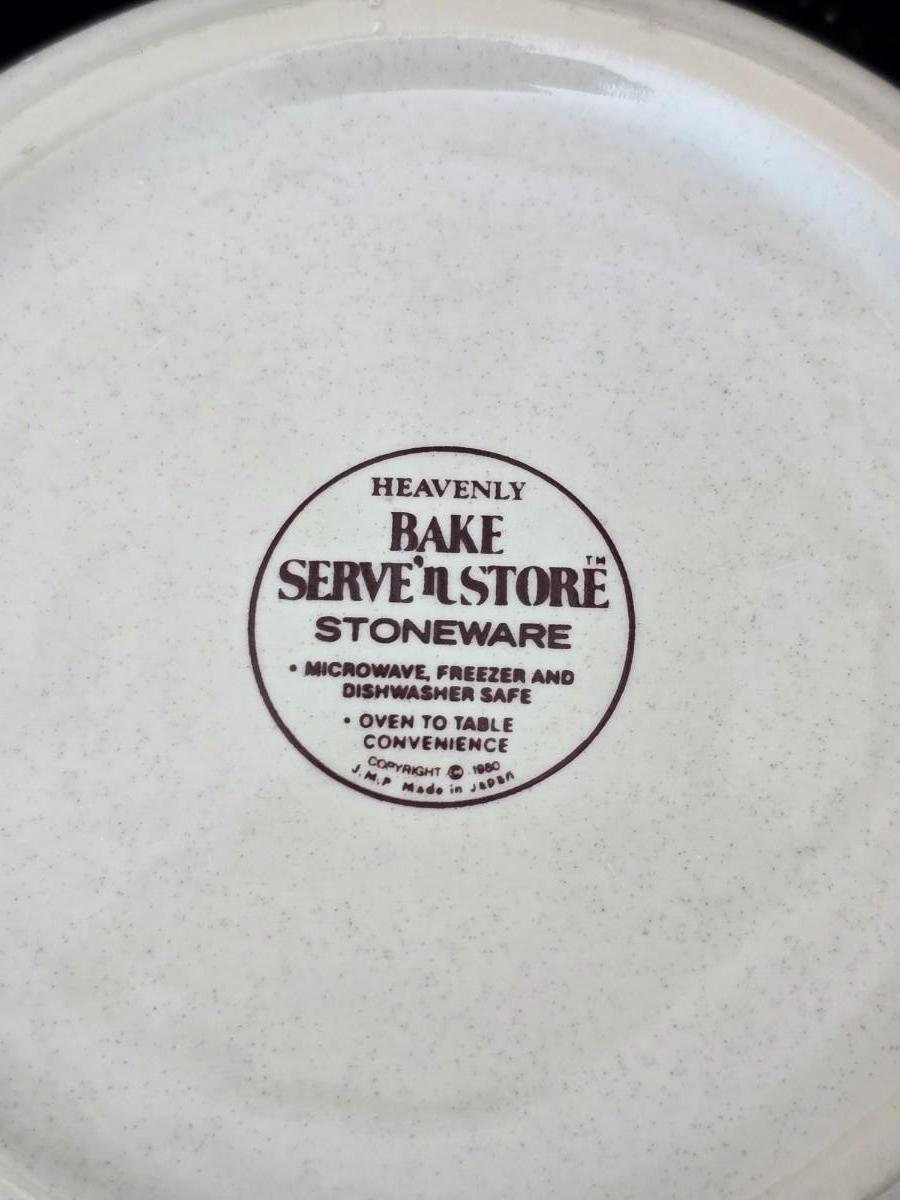 HEAVENLY
BAKE
SERVE'n STORE™
STONEWARE
• MICROWAVE, FREEZER AND
DISHWASHER SAFE
• OVEN TO TABLE
CONVENIENCE
COPYRIGHT © 1980
J.M.P Made in Japan